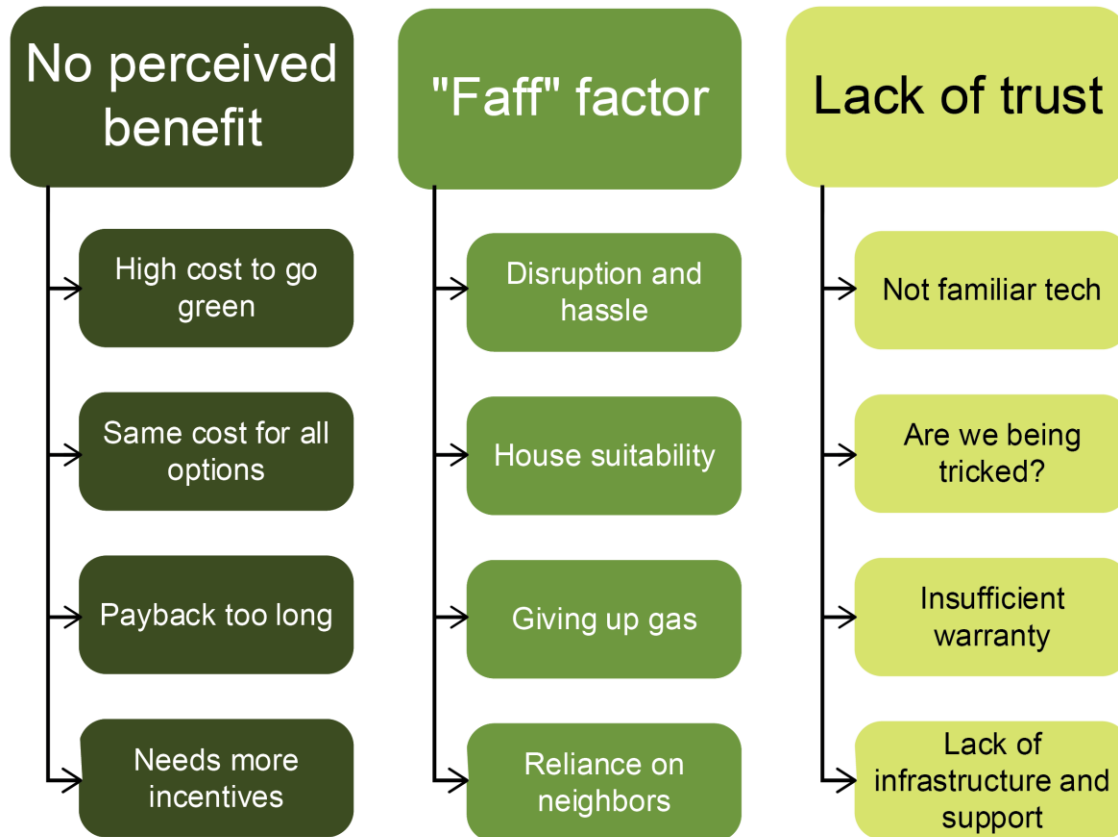 No perceived
benefit
High cost to go
green
Same cost for all
options
Payback too long
Needs more
incentives
"Faff" factor
Disruption and
hassle
House suitability
Giving up gas
Reliance on
neighbors
Lack of trust
Not familiar tech
Are we being
tricked?
Insufficient
warranty
Lack of
infrastructure and
support